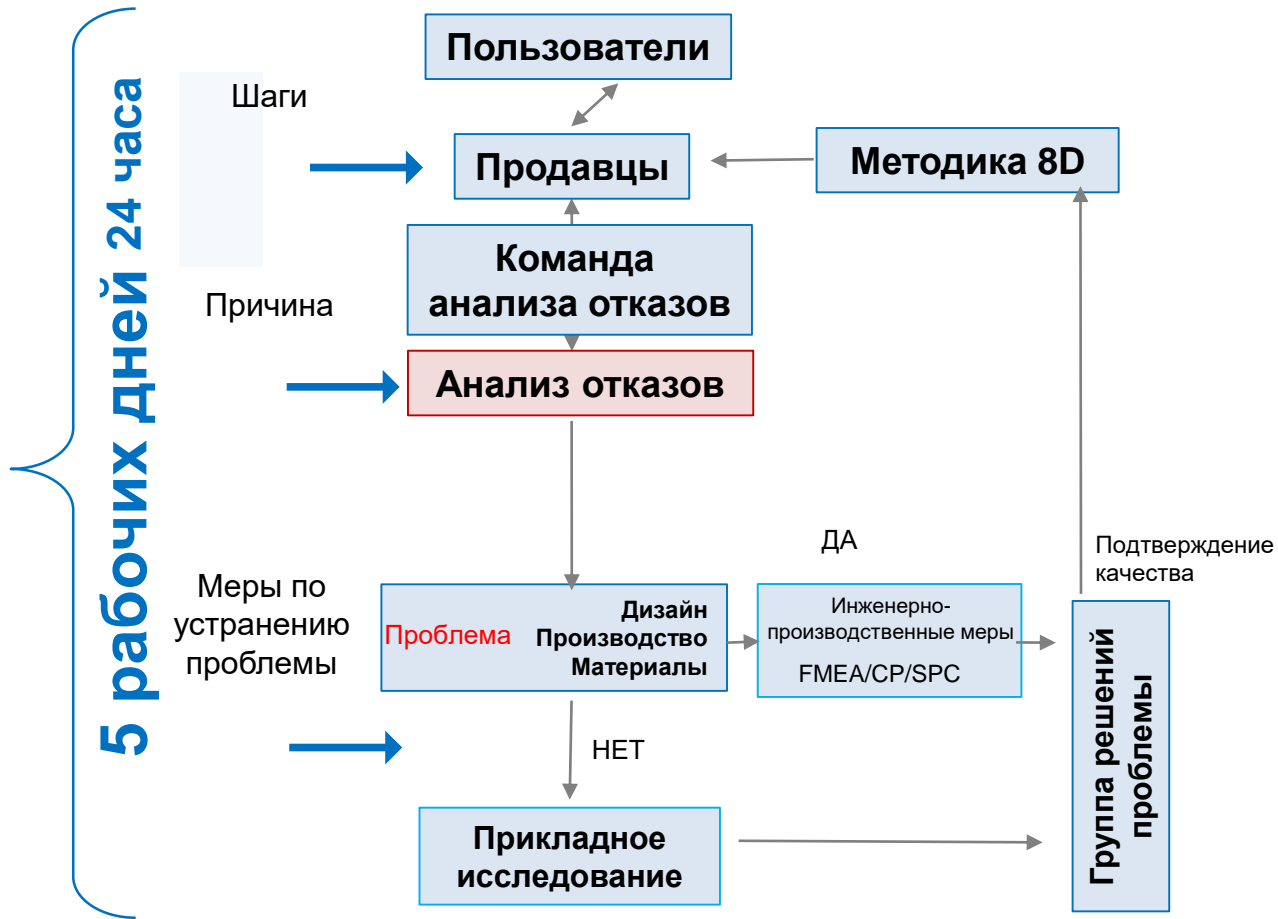 Пользователи
Шаги
Продавцы
Методика 8D
Команда
анализа отказов
Причина
Анализ отказов
5 рабочих дней 24 часа
ДА
Подтверждение
качества
Меры по
устранению
проблемы
Проблема
Дизайн
Производство
Материалы
Инженерно-
производственные меры
FMEA/CP/SPC
НЕТ
Группа решений
проблемы
Прикладное
исследование